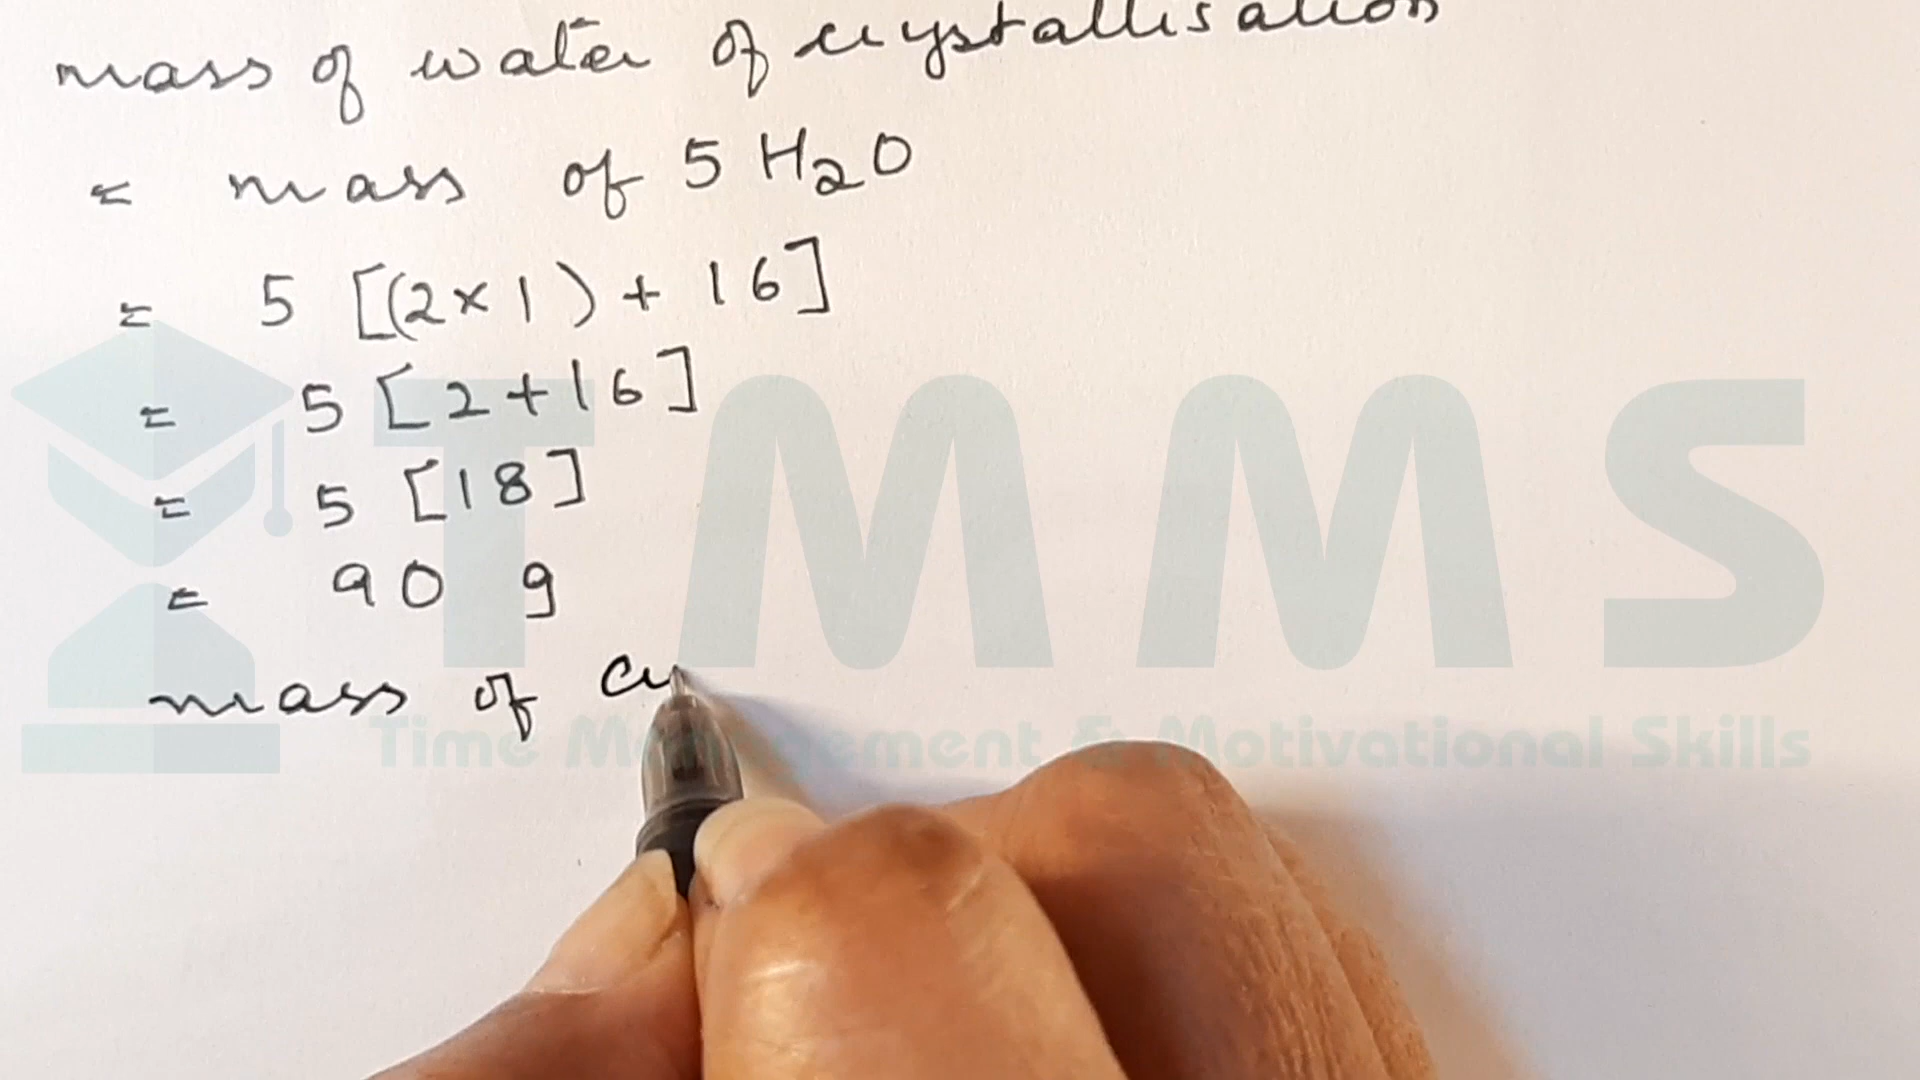 mass of water of crystallisation
= mass of 5 H2O
= 5 [(2×1) + 16]
= 5 [2+16]
= 5 [18]
= 90 g
mass of cu
TMMS
Time Management & Motivational Skills